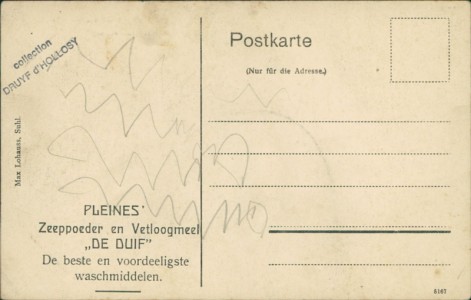 collection
DRUYF d'HOLLOSY
Postkarte
(Nur für die Adresse.)
Max Lohauss, Suhl.
PLEINES'
Zeeppoeder en Vetloogmeel
„DE DUIF"
De beste en voordeeligste
waschmiddelen.
6167